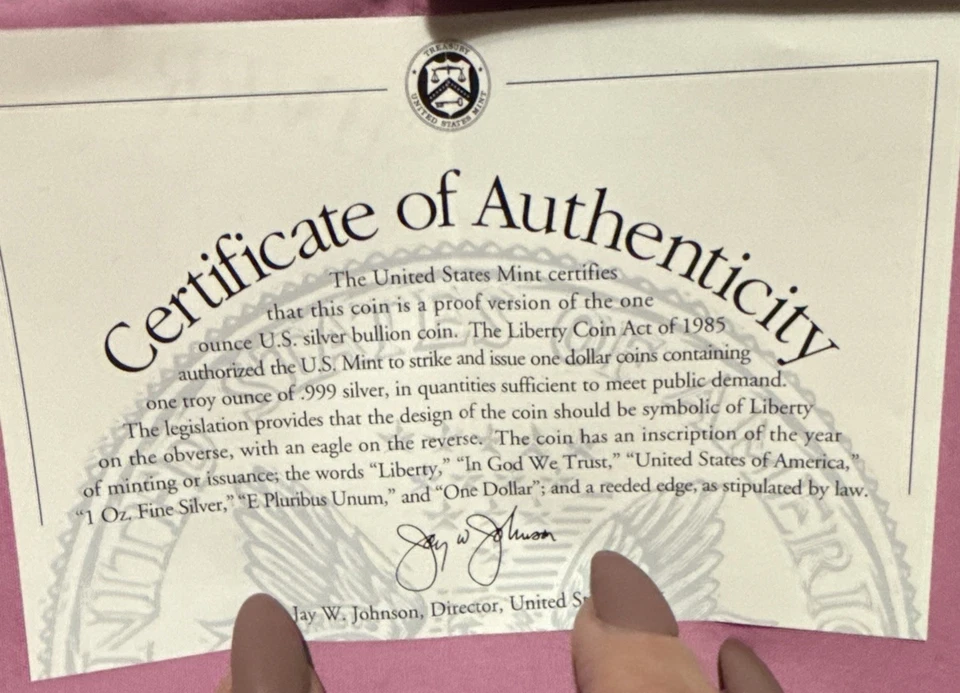 TREASURY
UNITED STATES MINT
Certificate of Authenticity
The United States Mint certifies
that this coin is a proof version of the one
ounce U.S. silver bullion coin. The Liberty Coin Act of 1985
authorized the U.S. Mint to strike and issue one dollar coins containing
one troy ounce of .999 silver, in quantities sufficient to meet public demand.
The legislation provides that the design of the coin should be symbolic of Liberty
on the obverse, with an eagle on the reverse. The coin has an inscription of the year
of minting or issuance; the words “Liberty,” “In God We Trust,” “United States of America,”
“1 Oz. Fine Silver,” “E Pluribus Unum,” and “One Dollar”; and a reeded edge, as stipulated by law.
Jay W Johnson
Jay W. Johnson, Director, United
UNITED STATES OF AMERIC